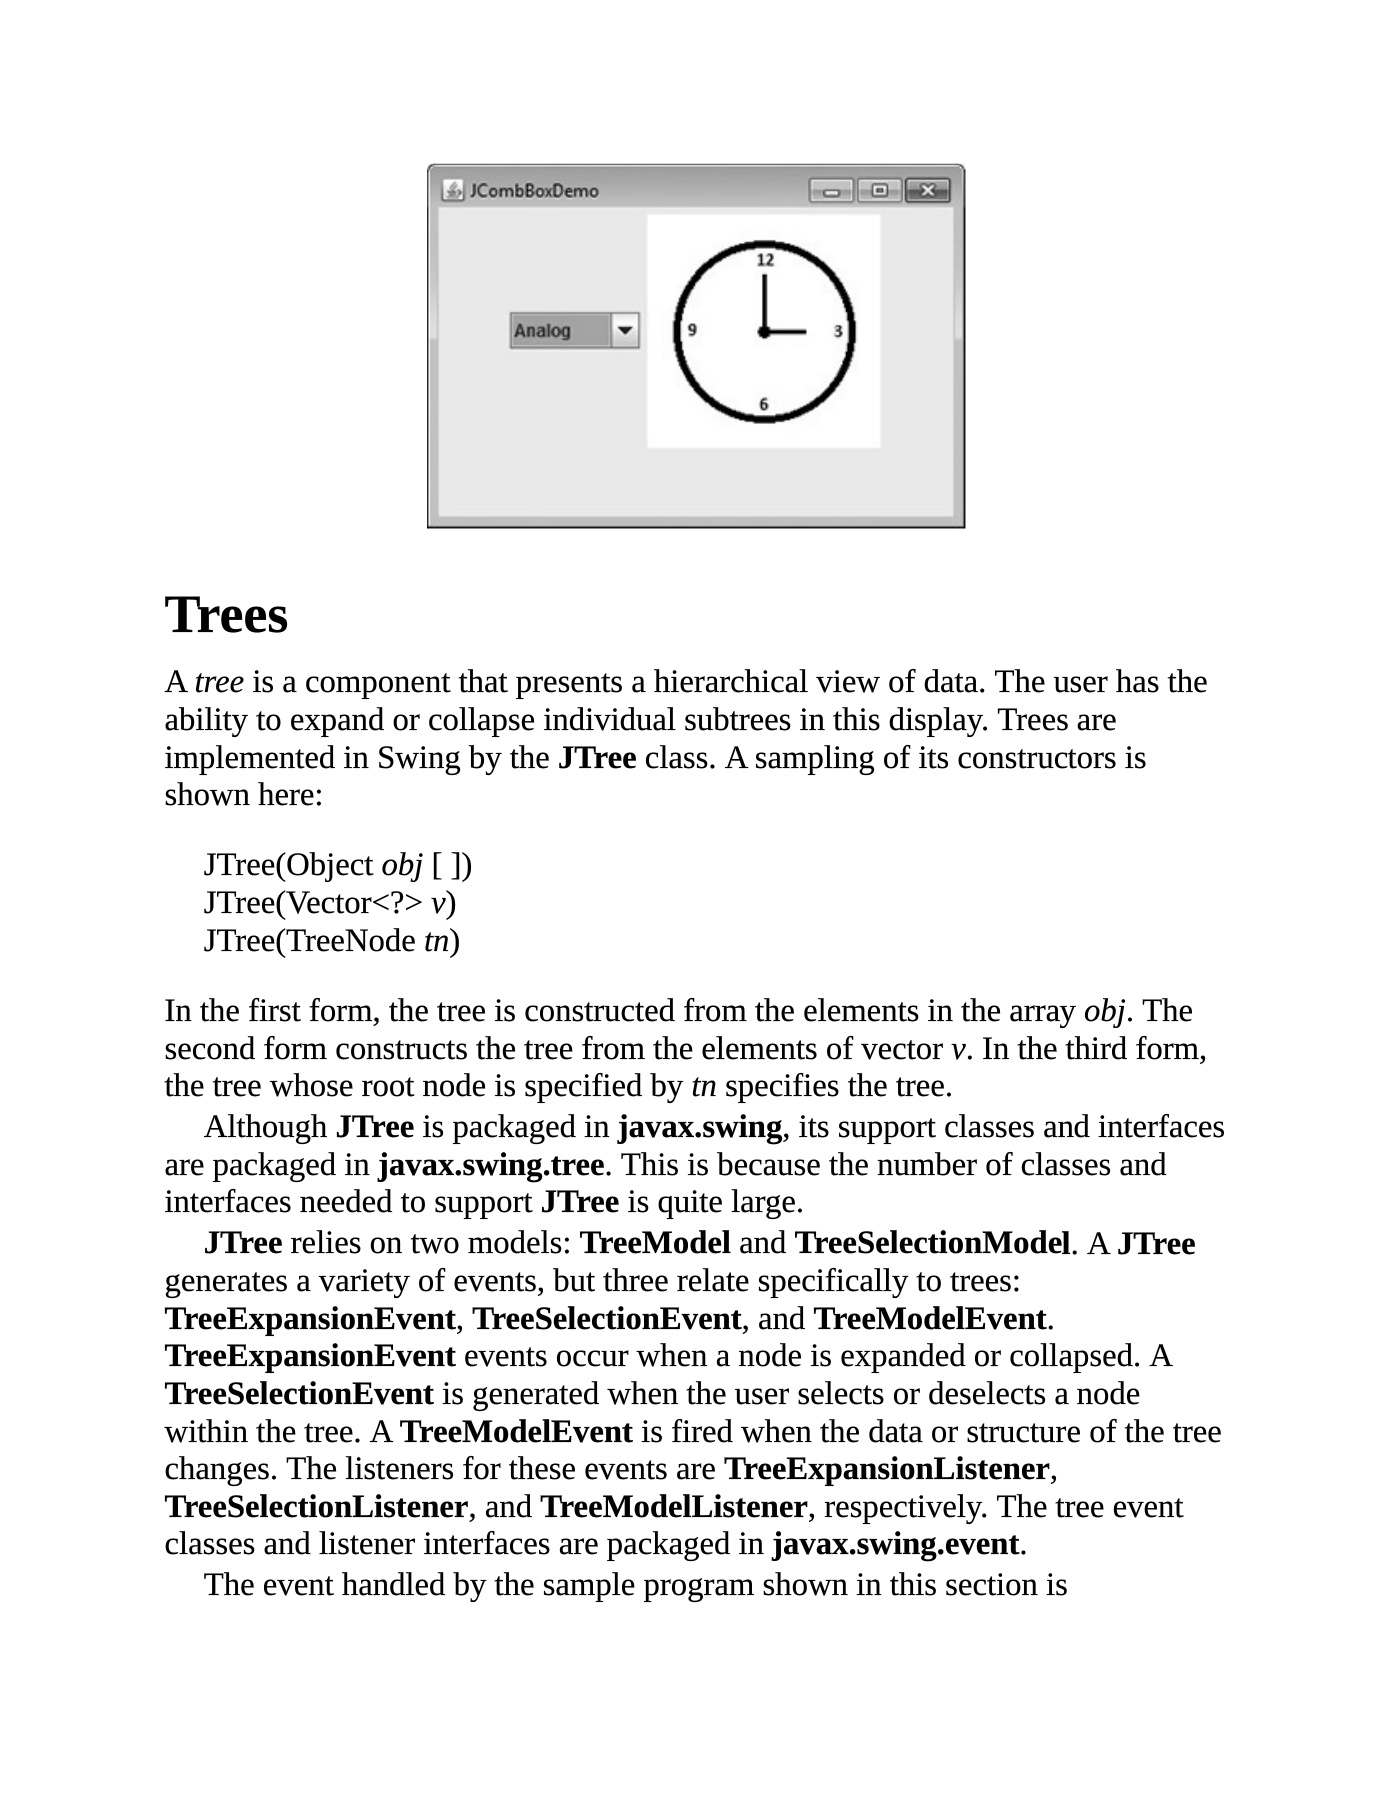 JCombBoxDemo
12
Analog
9
3
6
Trees
A tree is a component that presents a hierarchical view of data. The user has the
ability to expand or collapse individual subtrees in this display. Trees are
implemented in Swing by the JTree class. A sampling of its constructors is
shown here:
JTree(Object obj [ ])
JTree(Vector<?> v)
JTree(TreeNode tn)
In the first form, the tree is constructed from the elements in the array obj. The
second form constructs the tree from the elements of vector v. In the third form,
the tree whose root node is specified by tn specifies the tree.
Although JTree is packaged in javax.swing, its support classes and interfaces
are packaged in javax.swing.tree. This is because the number of classes and
interfaces needed to support JTree is quite large.
JTree relies on two models: TreeModel and TreeSelectionModel. A JTree
generates a variety of events, but three relate specifically to trees:
TreeExpansionEvent, TreeSelectionEvent, and TreeModelEvent.
TreeExpansionEvent events occur when a node is expanded or collapsed. A
TreeSelectionEvent is generated when the user selects or deselects a node
within the tree. A TreeModelEvent is fired when the data or structure of the tree
changes. The listeners for these events are TreeExpansionListener,
TreeSelectionListener, and TreeModelListener, respectively. The tree event
classes and listener interfaces are packaged in javax.swing.event.
The event handled by the sample program shown in this section is